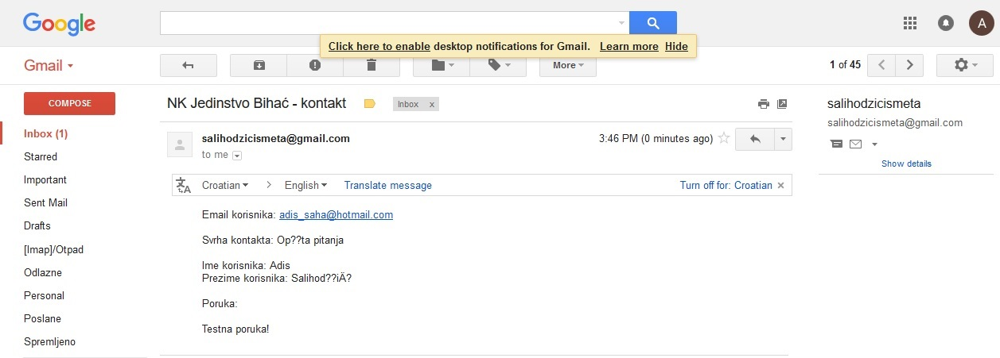 Google
Click here to enable desktop notifications for Gmail. Learn more Hide
A
Gmail
More
1 of 45
COMPOSE
Inbox (1)
Starred
Important
Sent Mail
Drafts
[Imap]/Otpad
Odlazne
Personal
Poslane
Spremljeno
NK Jedinstvo Bihać - kontakt
Inbox x
salihodzicismeta@gmail.com
3:46 PM (0 minutes ago)
to me
Croatian > English Translate message
Turn off for: Croatian ×
Email korisnika: adis_saha@hotmail.com
Svrha kontakta: Op??ta pitanja
Ime korisnika: Adis
Prezime korisnika: Salihod??iÄ?
Poruka:
Testna poruka!
salihodzicismeta
salihodzicismeta@gmail.com
Show details